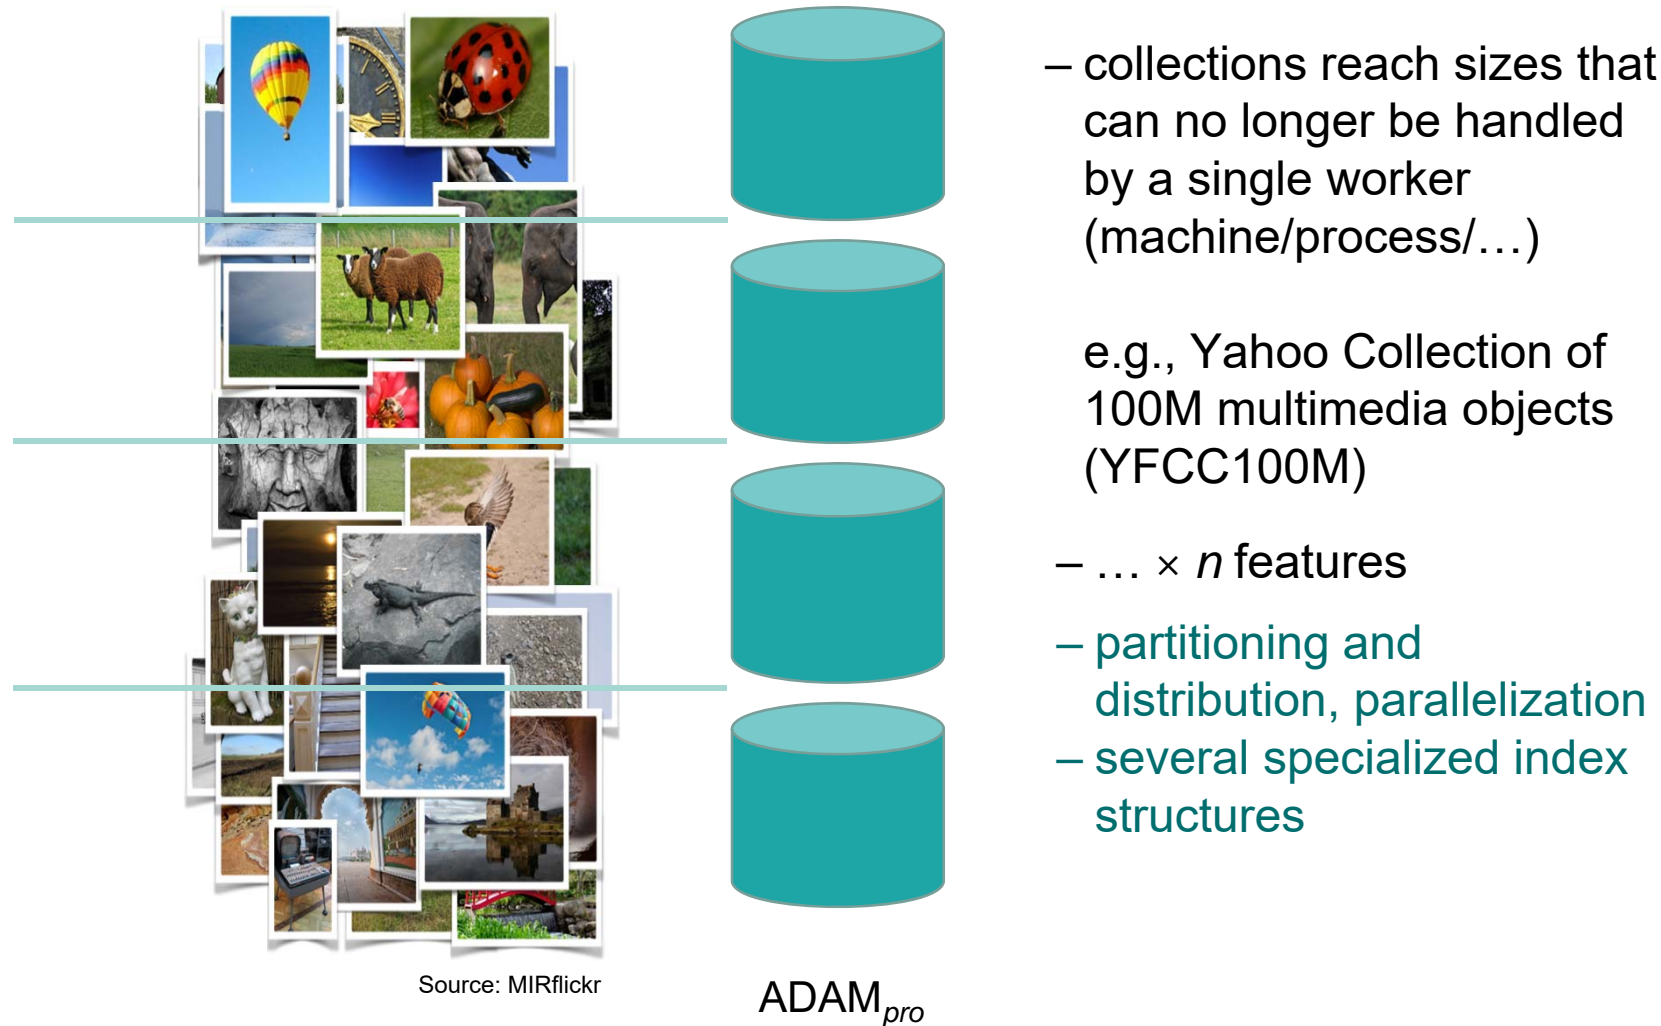 – collections reach sizes that
can no longer be handled
by a single worker
(machine/process/…)
e.g., Yahoo Collection of
100M multimedia objects
(YFCC100M)
– … × n features
– partitioning and
distribution, parallelization
– several specialized index
structures
Source: MIRflickr
ADAMpro